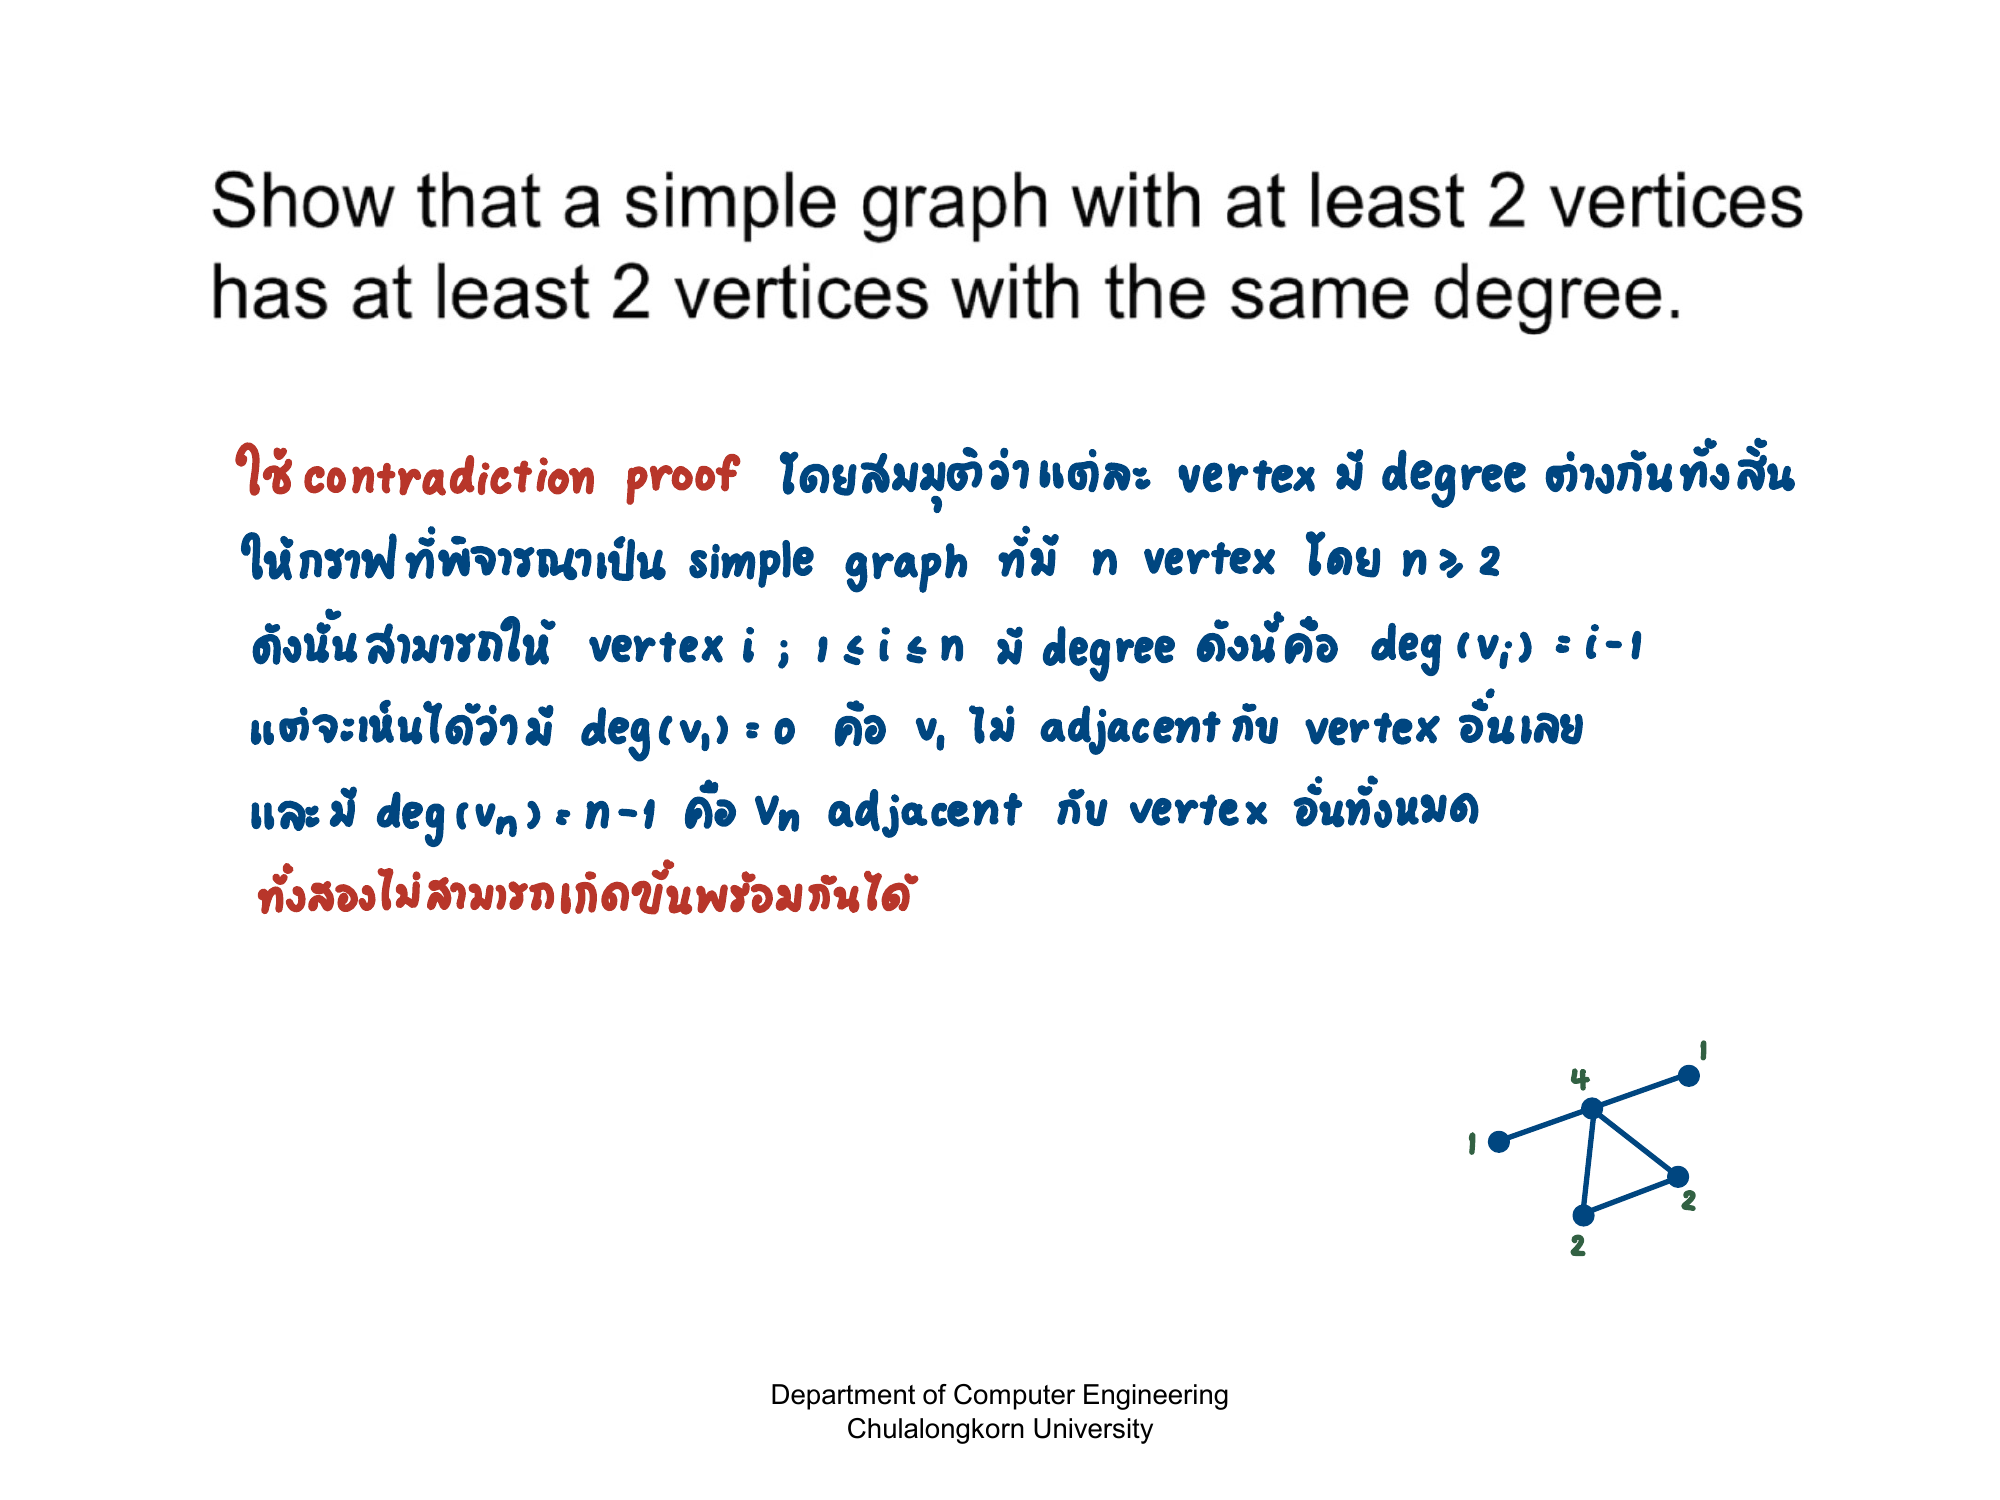 Show that a simple graph with at least 2 vertices
has at least 2 vertices with the same degree.
ใช้ contradiction proof โดยสมมุติว่าแต่ละ vertex มี degree ต่างกันทั้งสิ้น
ให้กราฟที่พิจารณาเป็น simple graph ที่มี n vertex โดย n ≥ 2
ดังนั้นสามารถให้ vertex i ; 1 ≤ i ≤ n มี degree ดังนี้คือ deg(vᵢ) = i-1
แต่จะเห็นได้ว่ามี deg(v₁) = 0 คือ v₁ ไม่ adjacent กับ vertex อื่นเลย
และมี deg(vₙ) = n-1 คือ vₙ adjacent กับ vertex อื่นทั้งหมด
ทั้งสองไม่สามารถเกิดขึ้นพร้อมกันได้
1
4
1
2
2
Department of Computer Engineering
Chulalongkorn University